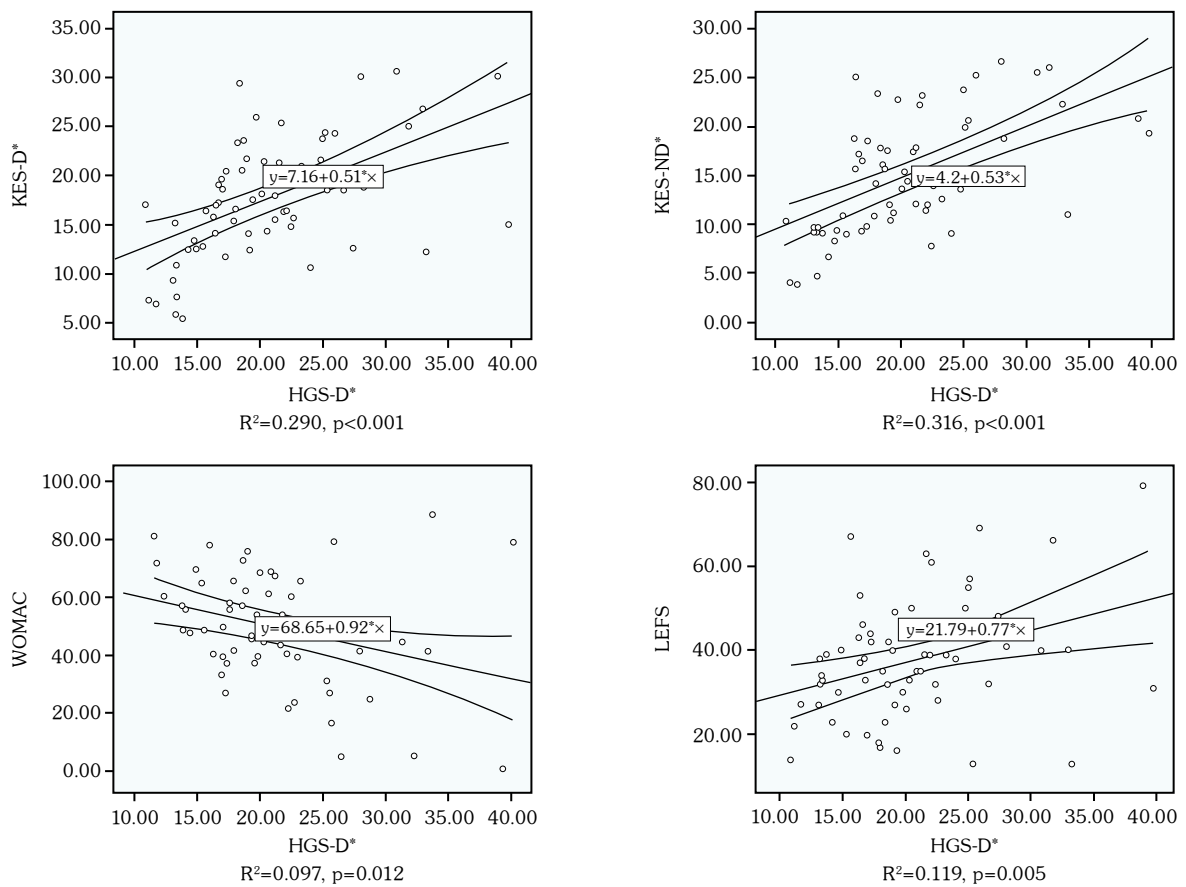 35.00
30.00
25.00
20.00
15.00
10.00
5.00
KES-D*
y=7.16+0.51*×
10.00 15.00 20.00 25.00 30.00 35.00 40.00
HGS-D*
R²=0.290, p<0.001
30.00
25.00
20.00
15.00
10.00
5.00
0.00
KES-ND*
y=4.2+0.53*×
10.00 15.00 20.00 25.00 30.00 35.00 40.00
HGS-D*
R²=0.316, p<0.001
100.00
80.00
60.00
40.00
20.00
0.00
WOMAC
y=68.65+0.92*×
10.00 15.00 20.00 25.00 30.00 35.00 40.00
HGS-D*
R²=0.097, p=0.012
80.00
60.00
40.00
20.00
LEFS
y=21.79+0.77*×
10.00 15.00 20.00 25.00 30.00 35.00 40.00
HGS-D*
R²=0.119, p=0.005